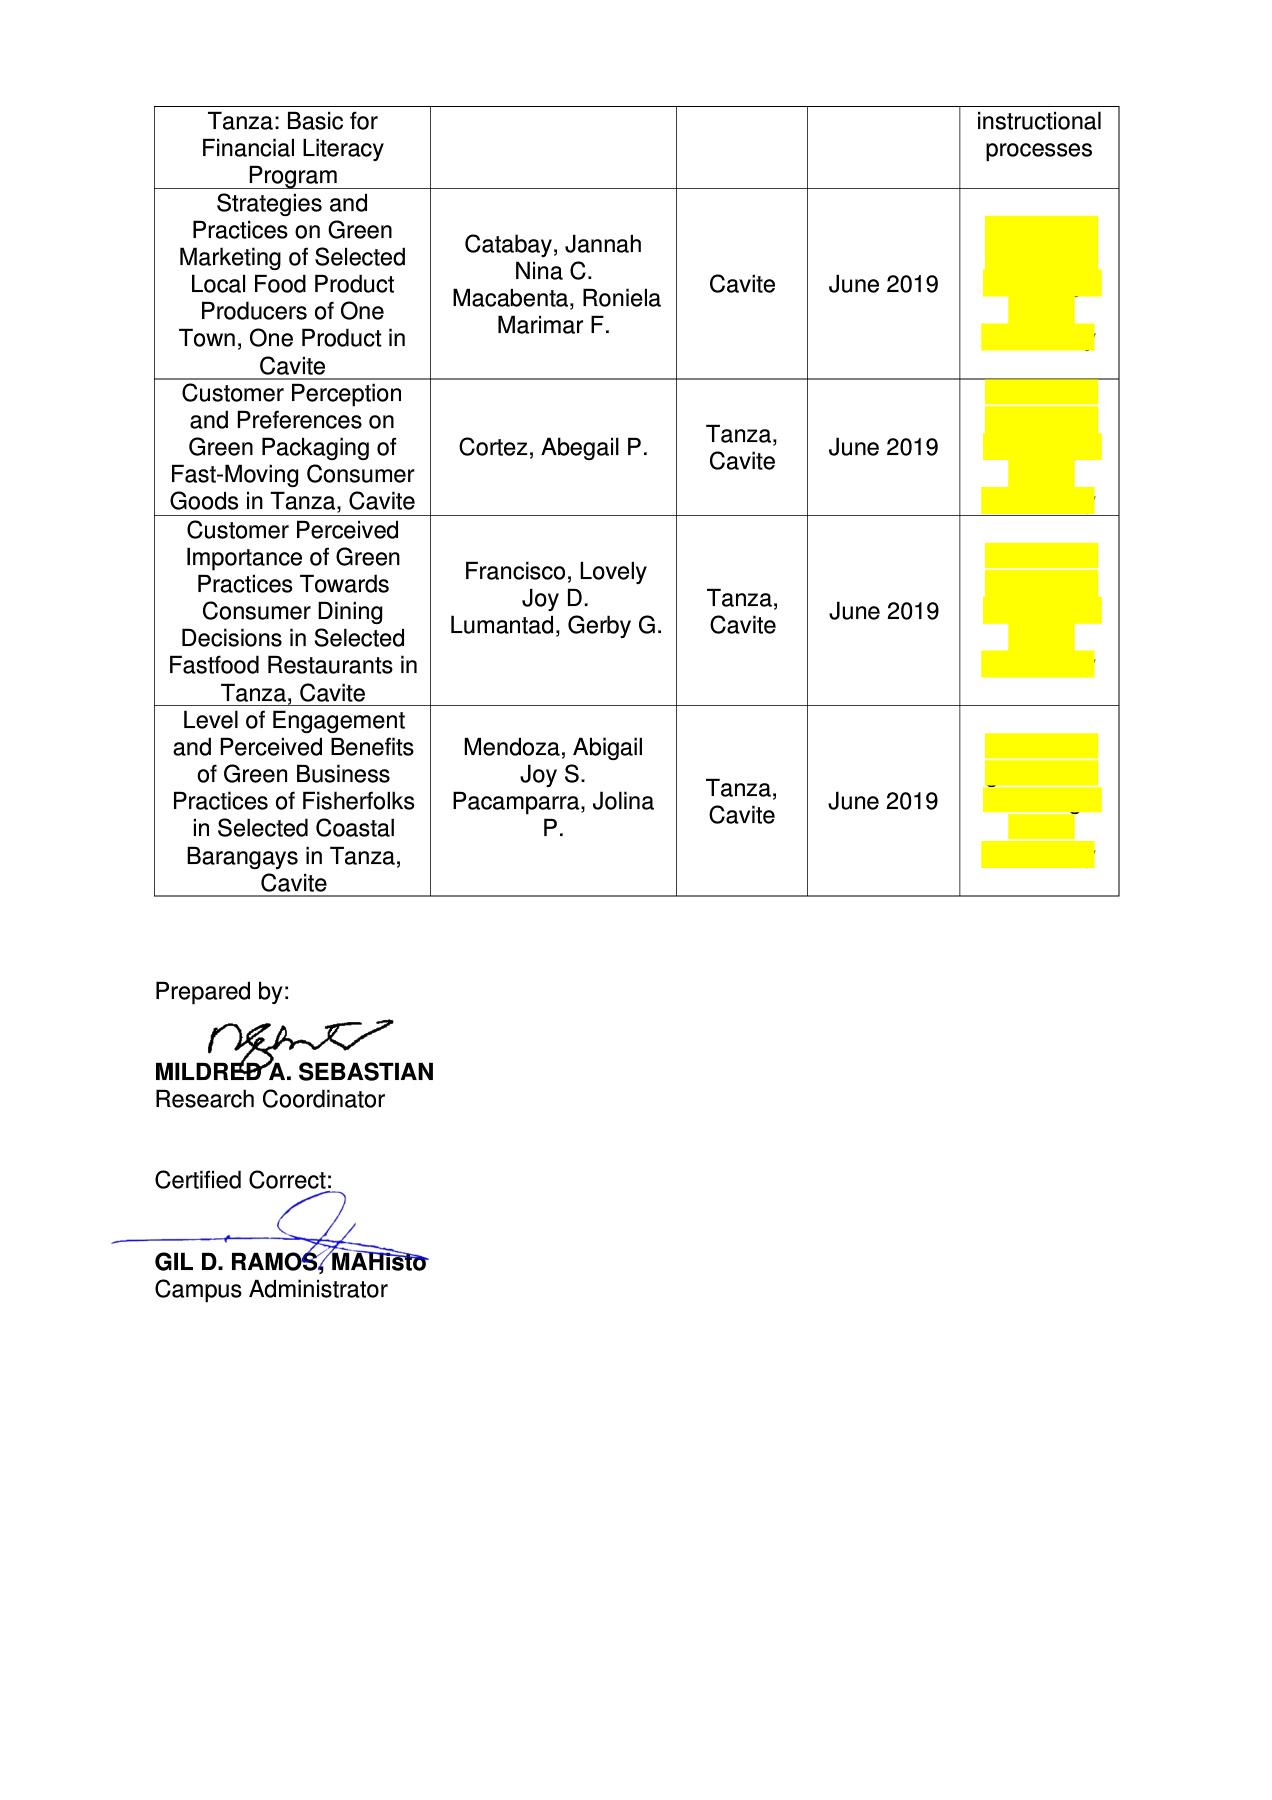 Tanza: Basic for
Financial Literacy
Program
instructional
processes
Strategies and
Practices on Green
Marketing of Selected
Local Food Product
Producers of One
Town, One Product in
Cavite
Catabay, Jannah
Nina C.
Macabenta, Roniela
Marimar F.
Cavite
June 2019
Customer Perception
and Preferences on
Green Packaging of
Fast-Moving Consumer
Goods in Tanza, Cavite
Cortez, Abegail P.
Tanza,
Cavite
June 2019
Customer Perceived
Importance of Green
Practices Towards
Consumer Dining
Decisions in Selected
Fastfood Restaurants in
Tanza, Cavite
Francisco, Lovely
Joy D.
Lumantad, Gerby G.
Tanza,
Cavite
June 2019
Level of Engagement
and Perceived Benefits
of Green Business
Practices of Fisherfolks
in Selected Coastal
Barangays in Tanza,
Cavite
Mendoza, Abigail
Joy S.
Pacamparra, Jolina
P.
Tanza,
Cavite
June 2019
Prepared by:
MILDRED A. SEBASTIAN
Research Coordinator
Certified Correct:
GIL D. RAMOS, MAHisto
Campus Administrator